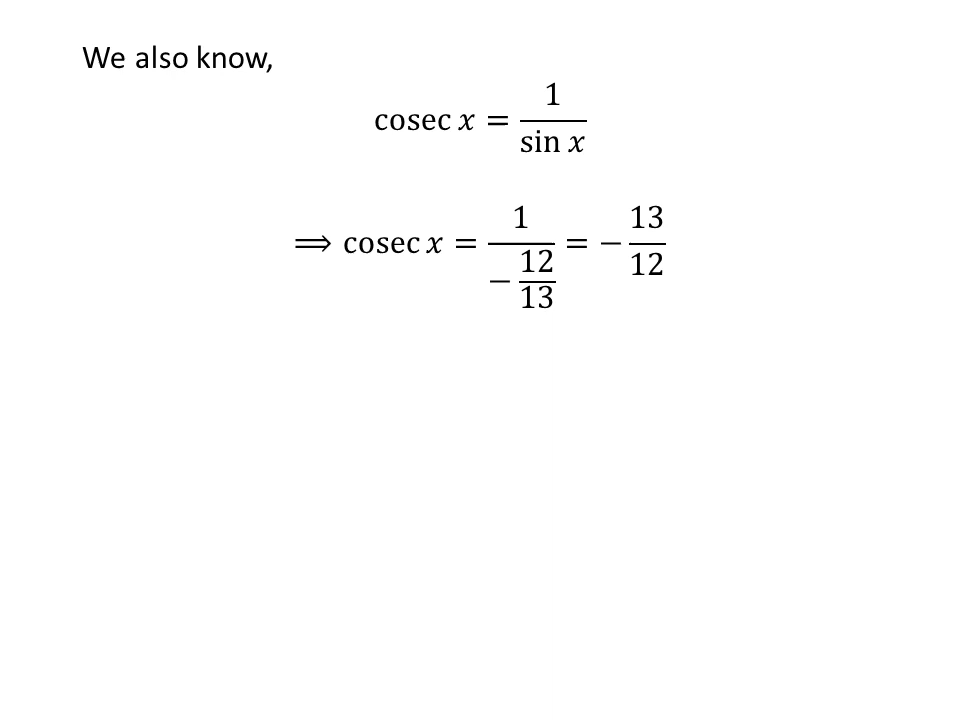 We also know,
cosec x = 1/sin x
⟹ cosec x = 1/(−12/13) = −13/12